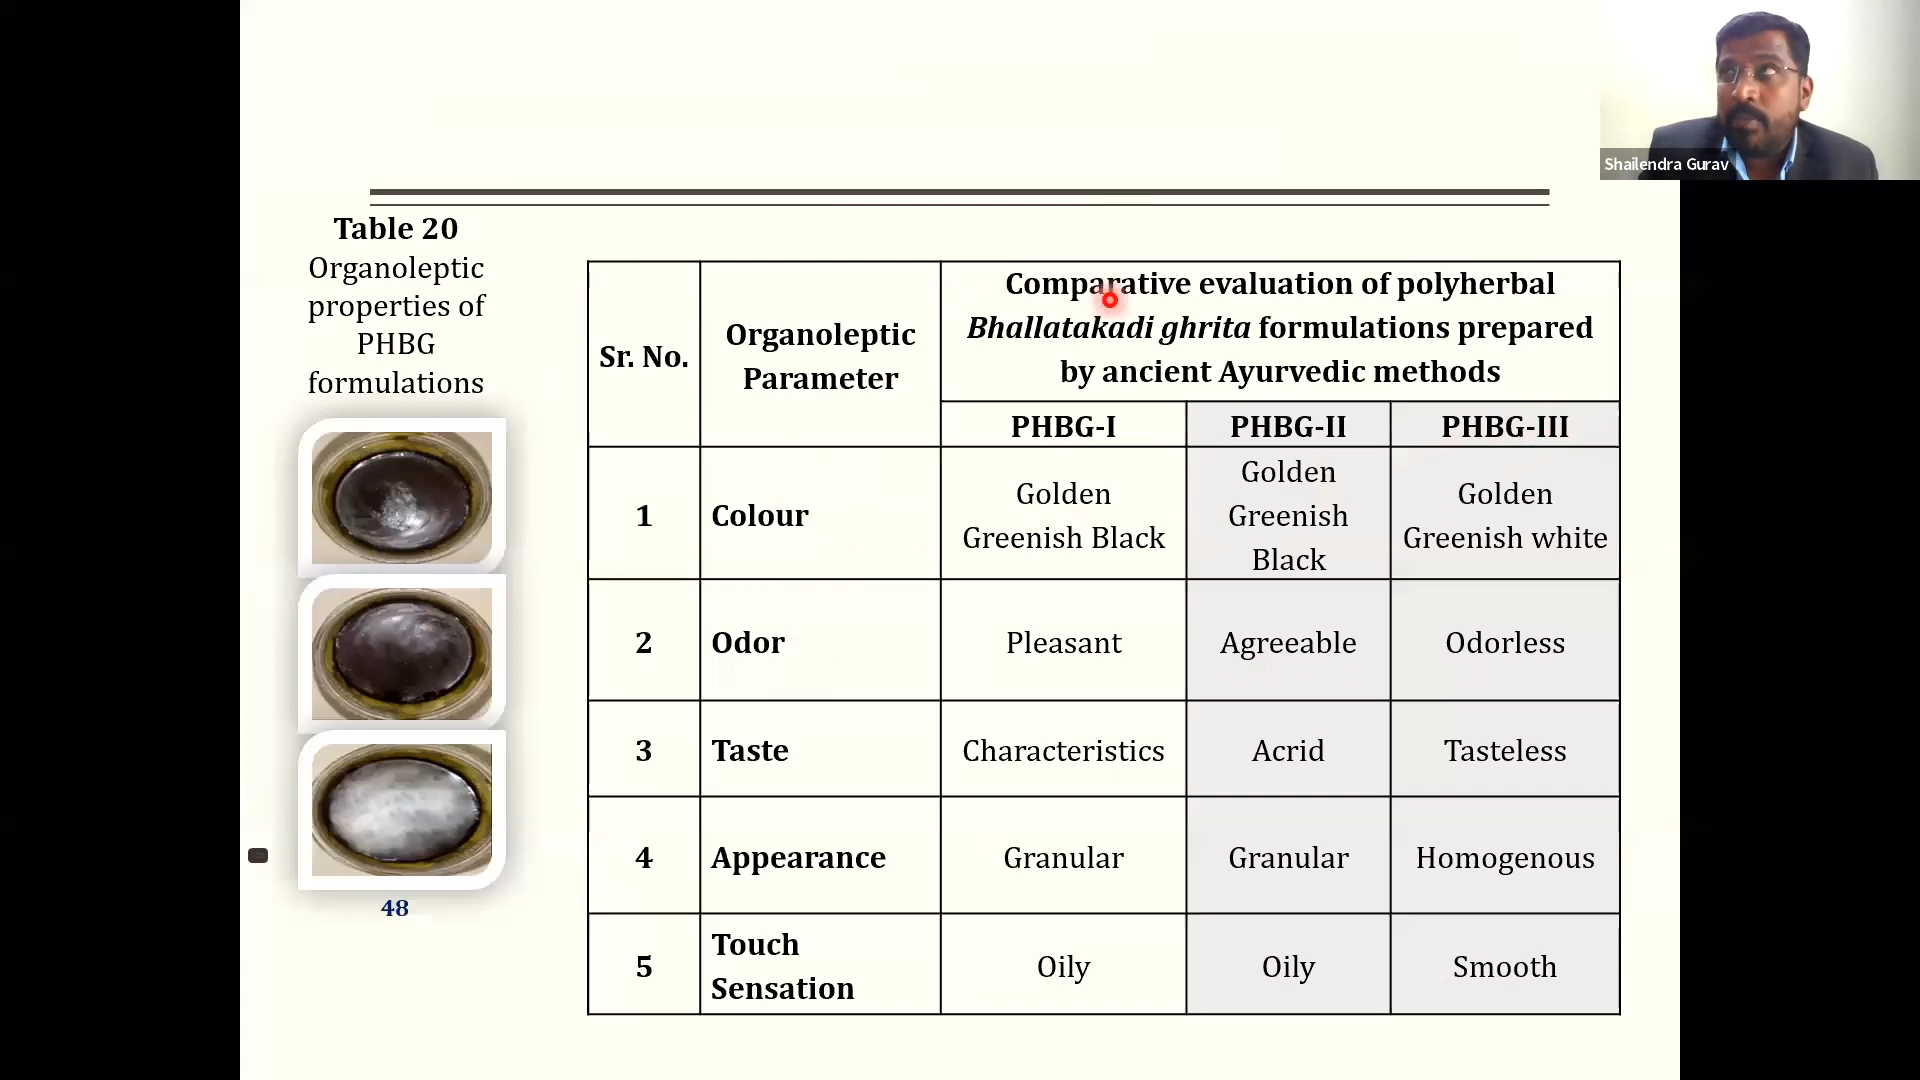 Shailendra Gurav
Table 20
Organoleptic
properties of
PHBG
formulations
48
Sr. No.
Organoleptic
Parameter
Comparative evaluation of polyherbal
Bhallatakadi ghrita formulations prepared
by ancient Ayurvedic methods
PHBG-I
PHBG-II
PHBG-III
1
Colour
Golden
Greenish Black
Golden
Greenish
Black
Golden
Greenish white
2
Odor
Pleasant
Agreeable
Odorless
3
Taste
Characteristics
Acrid
Tasteless
4
Appearance
Granular
Granular
Homogenous
5
Touch
Sensation
Oily
Oily
Smooth